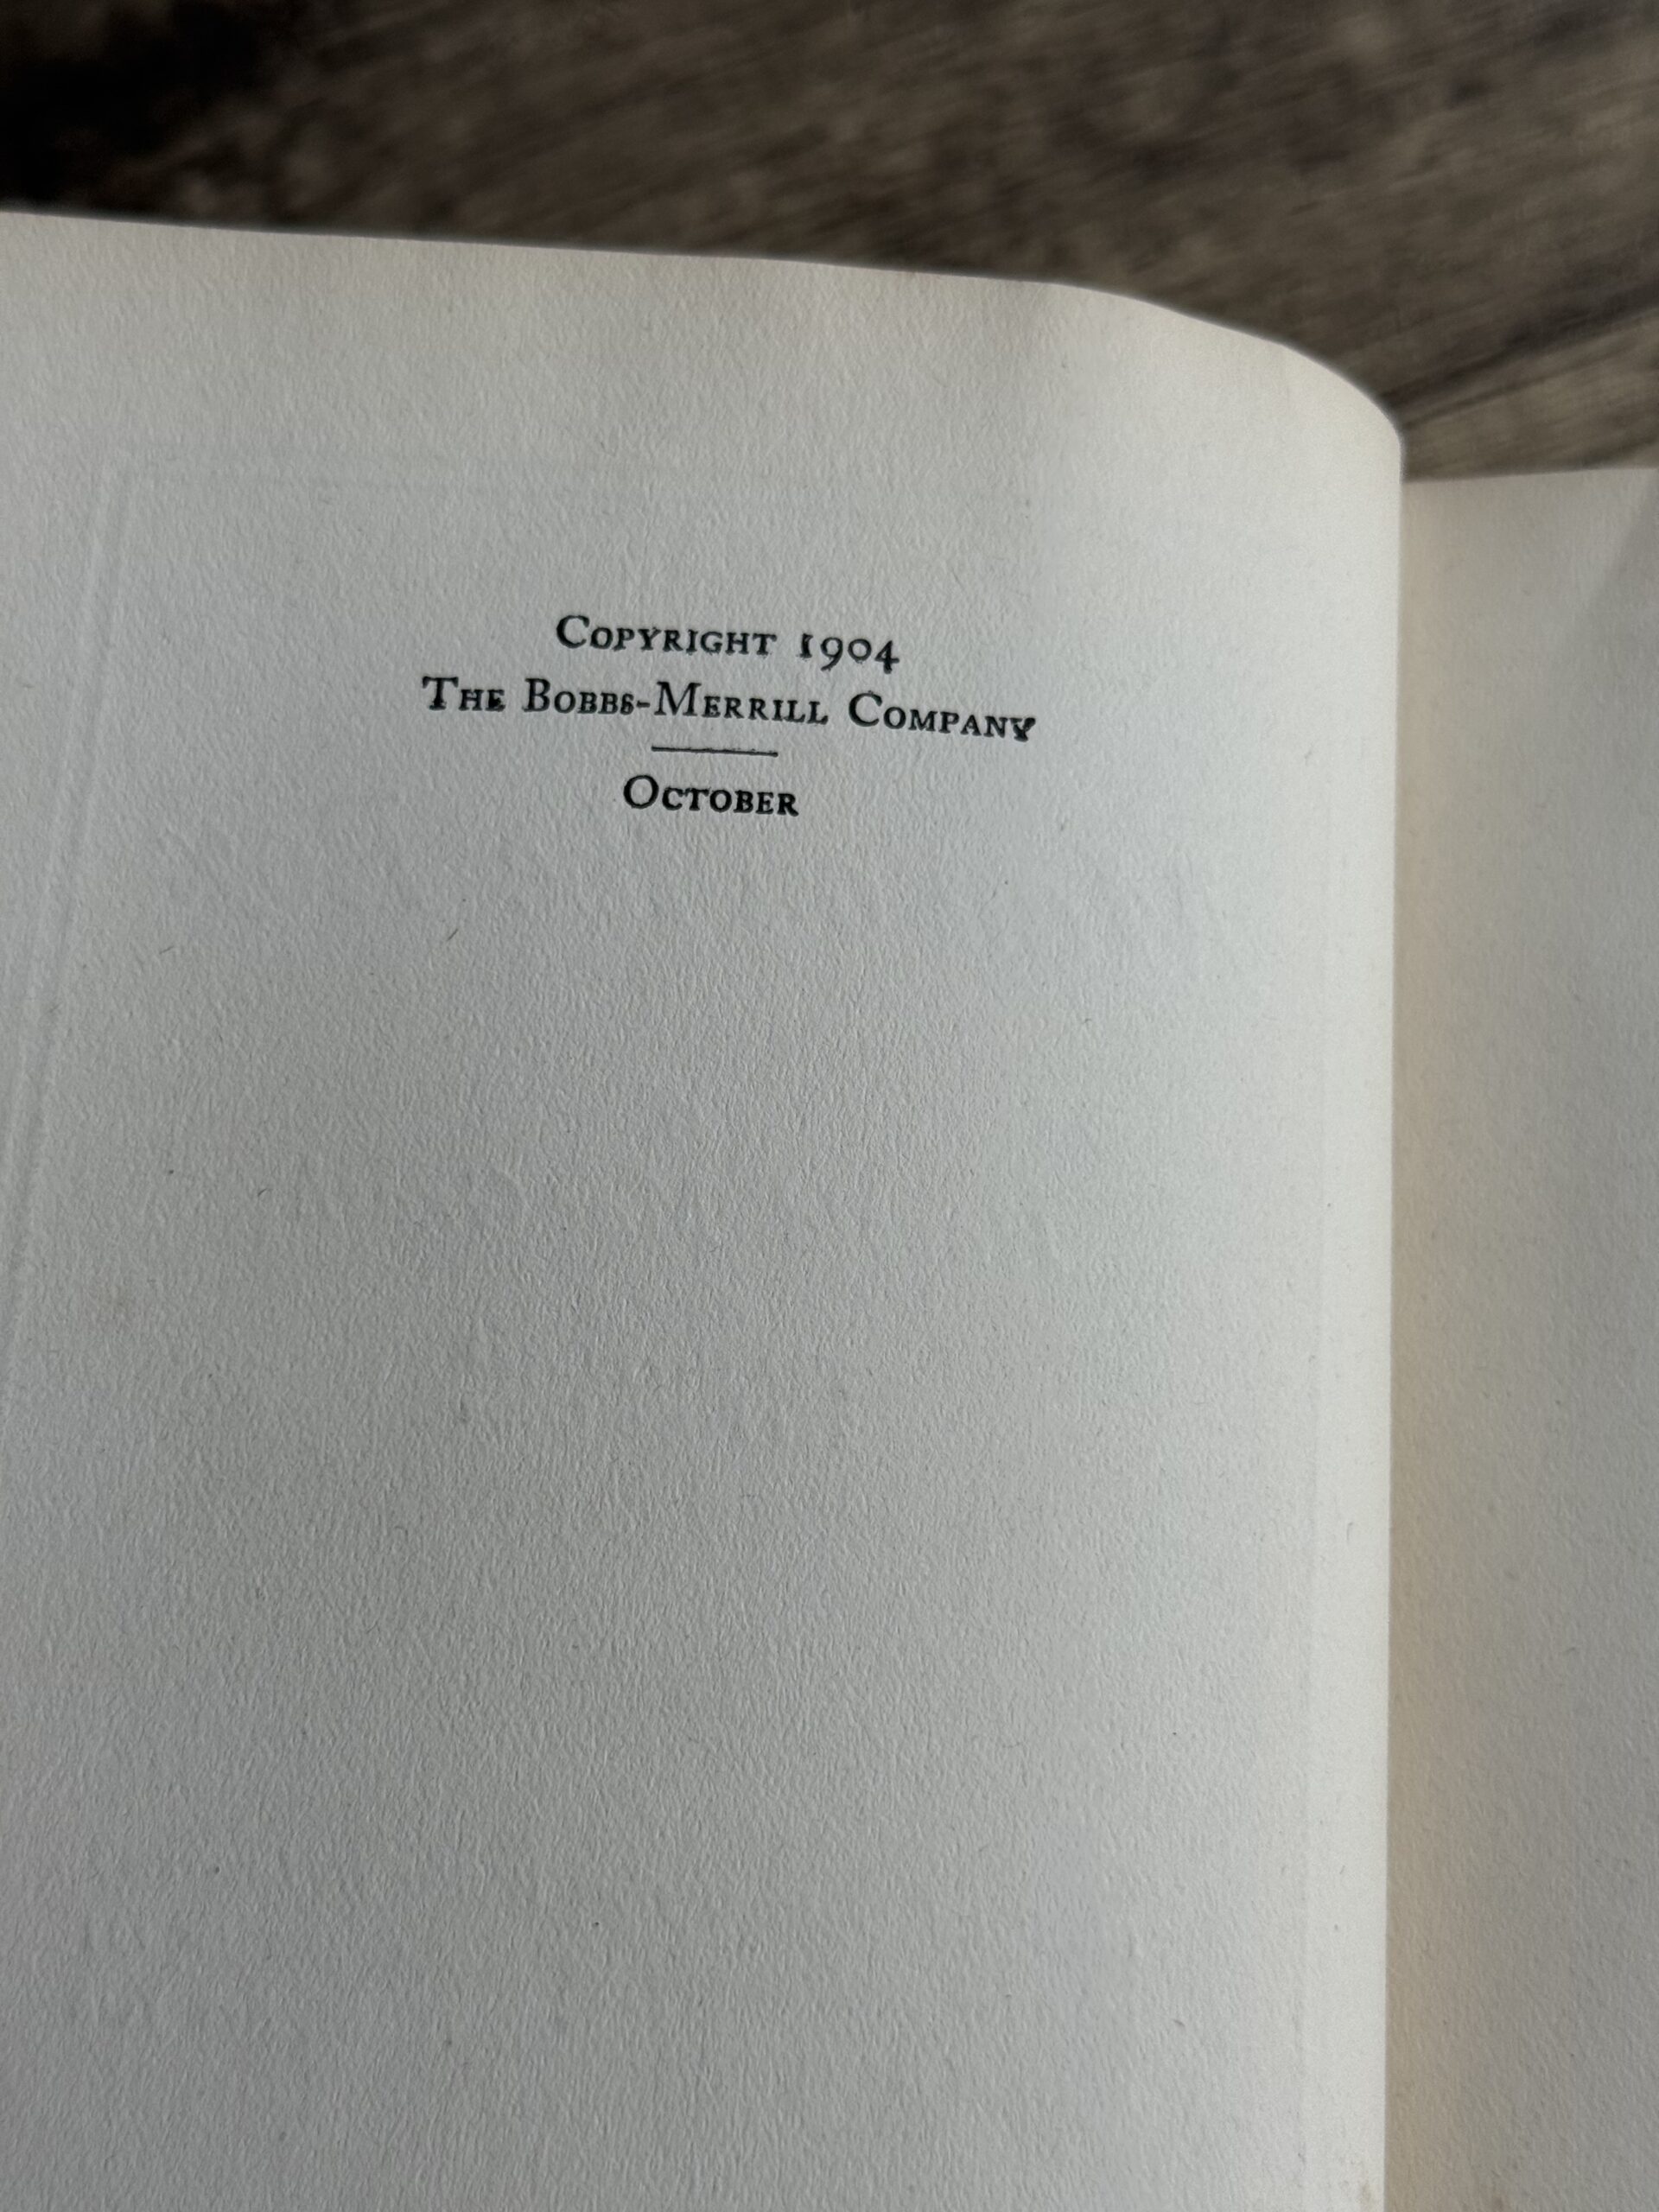 Copyright 1904
The Bobbs-Merrill Company
October